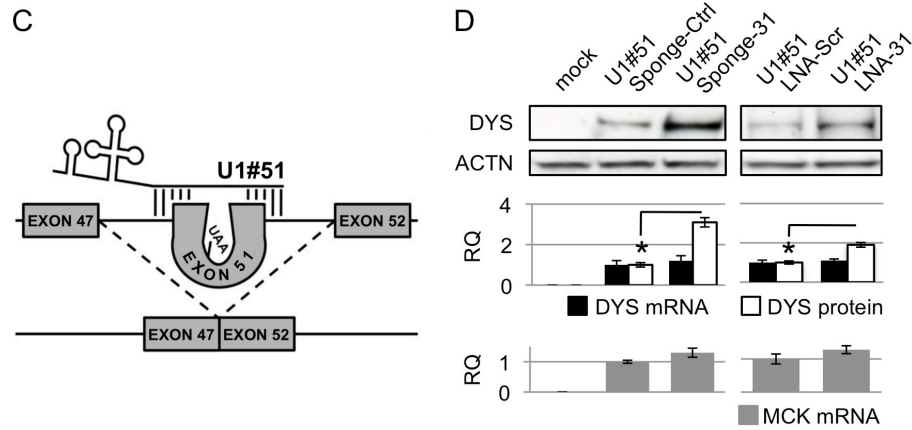 C
U1#51
EXON 47
UAA
EXON 51
EXON 52
EXON 47
EXON 52
D
mock
U1#51
Sponge-Ctrl
U1#51
Sponge-31
U1#51
LNA-Scr
U1#51
LNA-31
DYS
ACTN
4
RQ
2
*
*
0
DYS mRNA
DYS protein
RQ
1
0
MCK mRNA